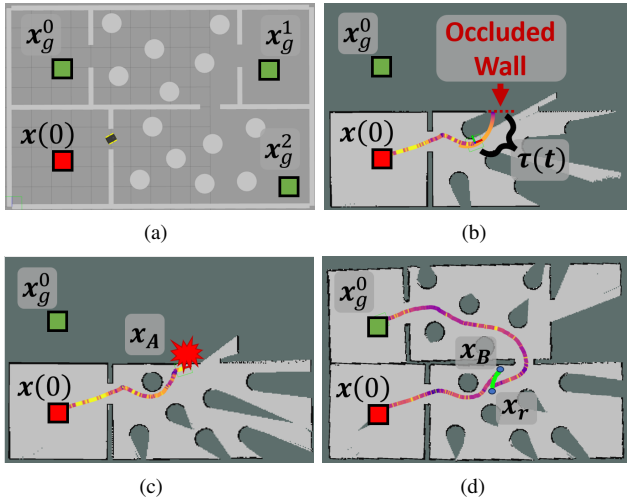 x_g^0
x_g^1
x(0)
x_g^2
(a)
x_g^0
Occluded
Wall
x(0)
τ(t)
(b)
x_g^0
x_A
x(0)
(c)
x_g^0
x_B
x(0)
x_r
(d)